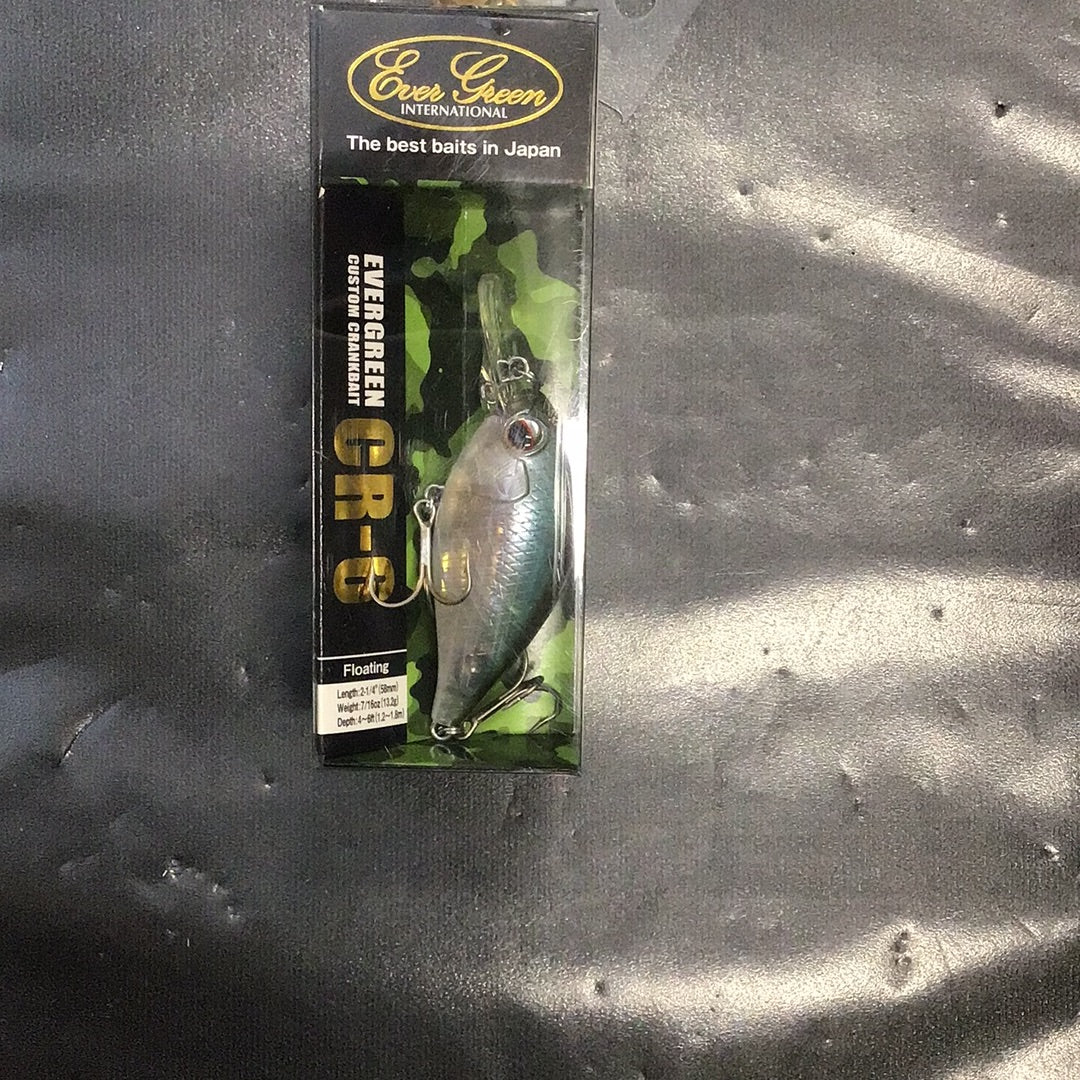 Ever Green
INTERNATIONAL
The best baits in Japan
EVERGREEN
CUSTOM CRANKBAIT
CR-6
Floating
Length:2-1/4"(58mm)
Weight:7/16oz(13.2g)
Depth:4~6ft(1.2~1.8m)